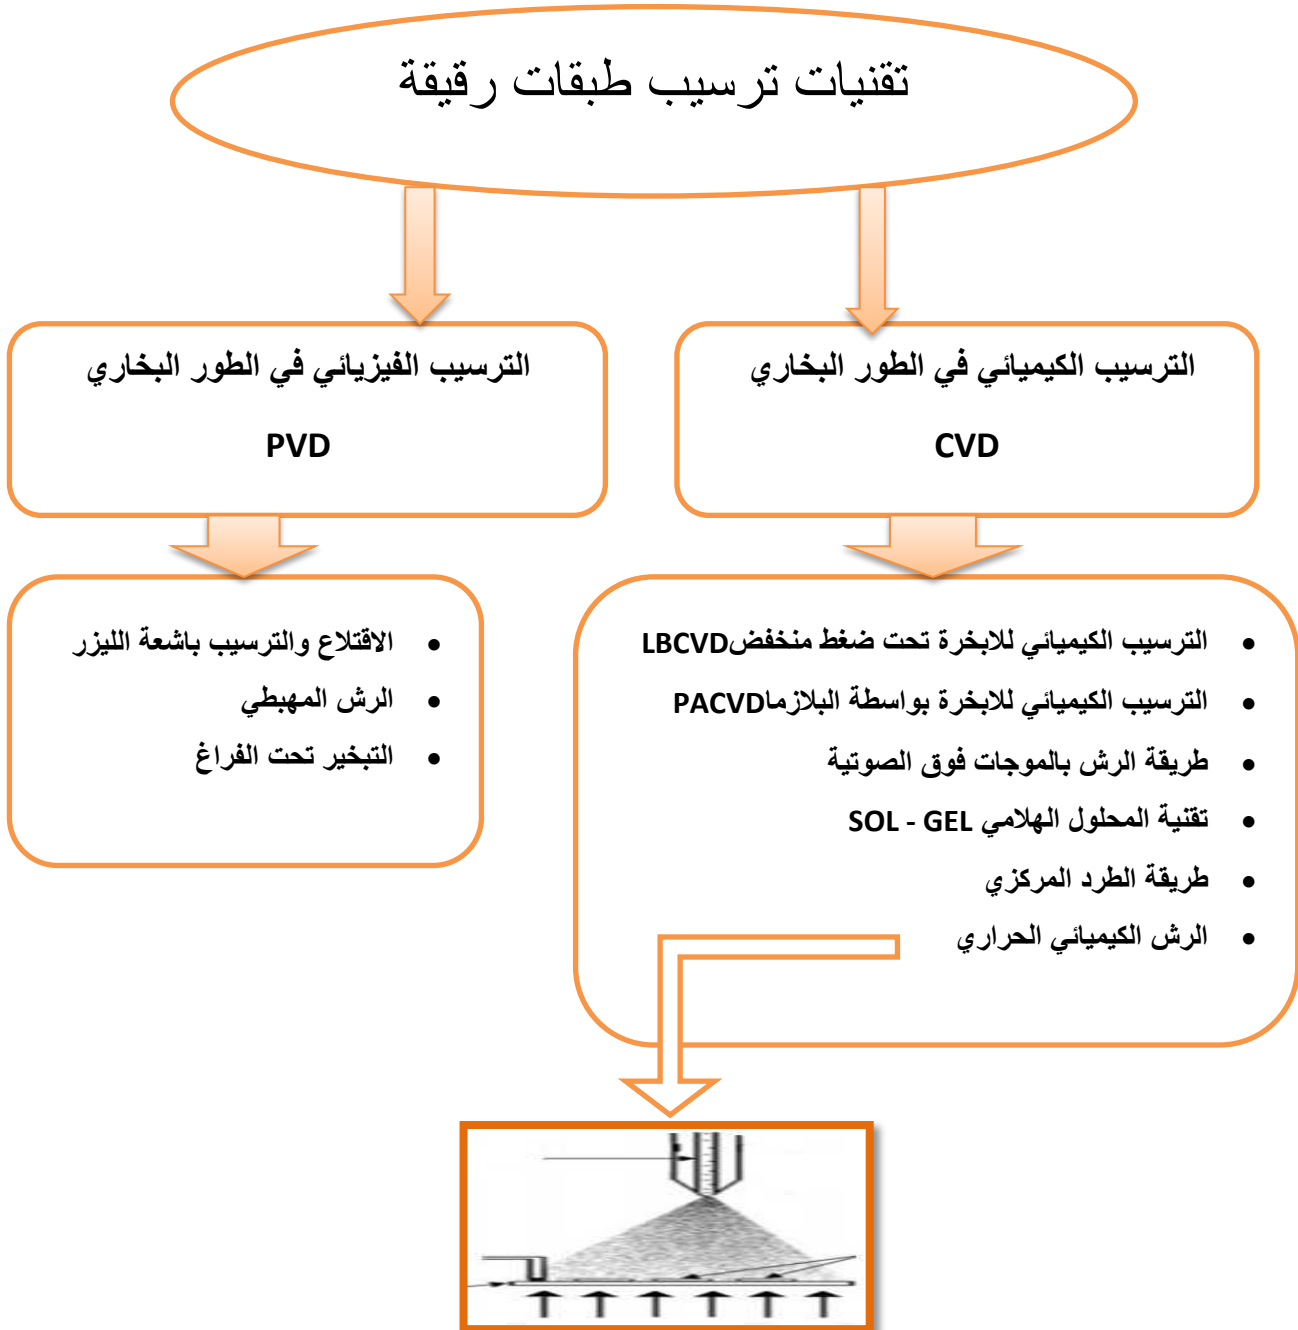 تقنيات ترسيب طبقات رقيقة
الترسيب الكيميائي في الطور البخاري
CVD
الترسيب الفيزيائي في الطور البخاري
PVD
• الترسيب الكيميائي للابخرة تحت ضغط منخفضLBCVD
• الترسيب الكيميائي للابخرة بواسطة البلازماPACVD
• طريقة الرش بالموجات فوق الصوتية
• تقنية المحلول الهلامي SOL - GEL
• طريقة الطرد المركزي
• الرش الكيميائي الحراري
• الاقتلاع والترسيب باشعة الليزر
• الرش المهبطي
• التبخير تحت الفراغ